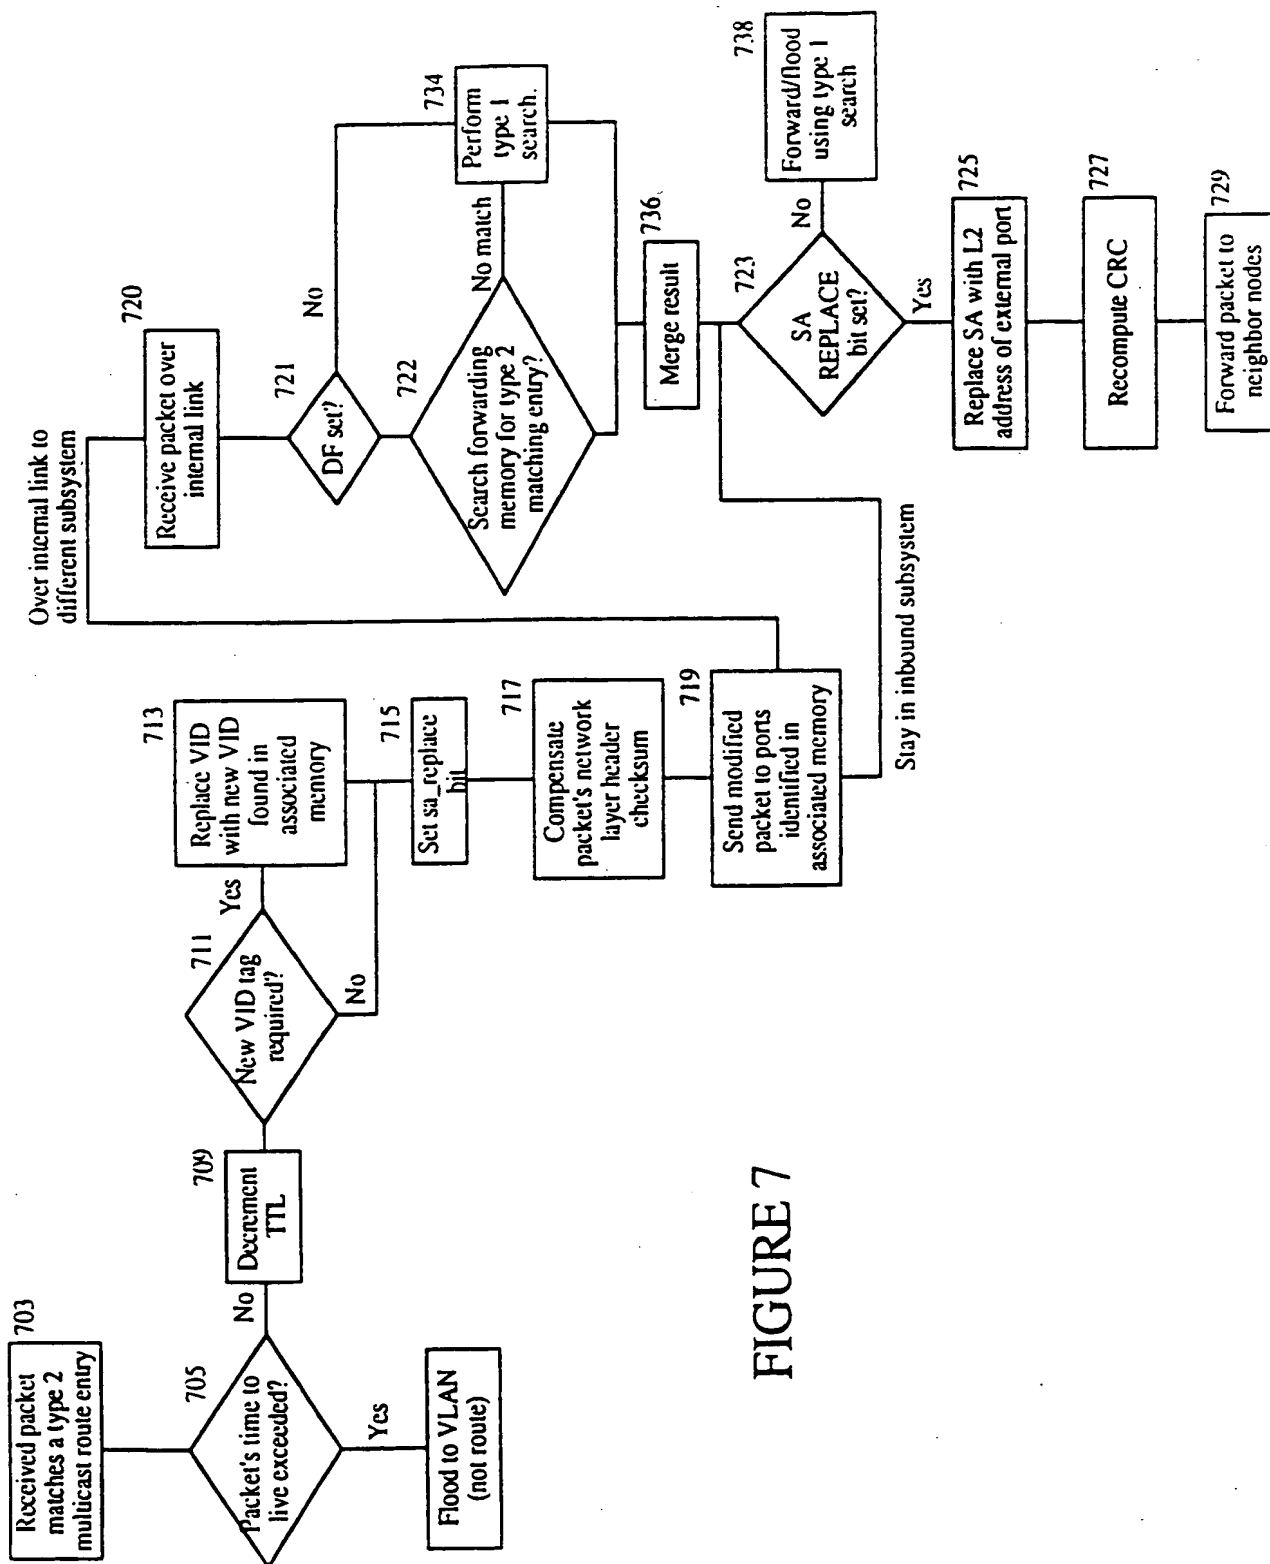 703
Received packet
matches a type 2
multicast route entry
705
Packet's time to
live exceeded?
Yes
Flood to VLAN
(not route)
No
709
Decrement
TTL
711
New VID tag
required?
Yes
No
713
Replace VID
with new VID
found in
associated
memory
715
Set sa_replace
bit
717
Compensate
packet's network
layer header
checksum
719
Send modified
packet to ports
identified in
associated memory
Over internal link to
different subsystem
Stay in inbound subsystem
720
Receive packet over
internal link
721
DF set?
No
722
Search forwarding
memory for type 2
matching entry?
No match
734
Perform
type 1
search.
736
Merge result
723
SA
REPLACE
bit set?
No
738
Forward/flood
using type 1
search
Yes
725
Replace SA with L2
address of external port
727
Recompute CRC
729
Forward packet to
neighbor nodes
FIGURE 7